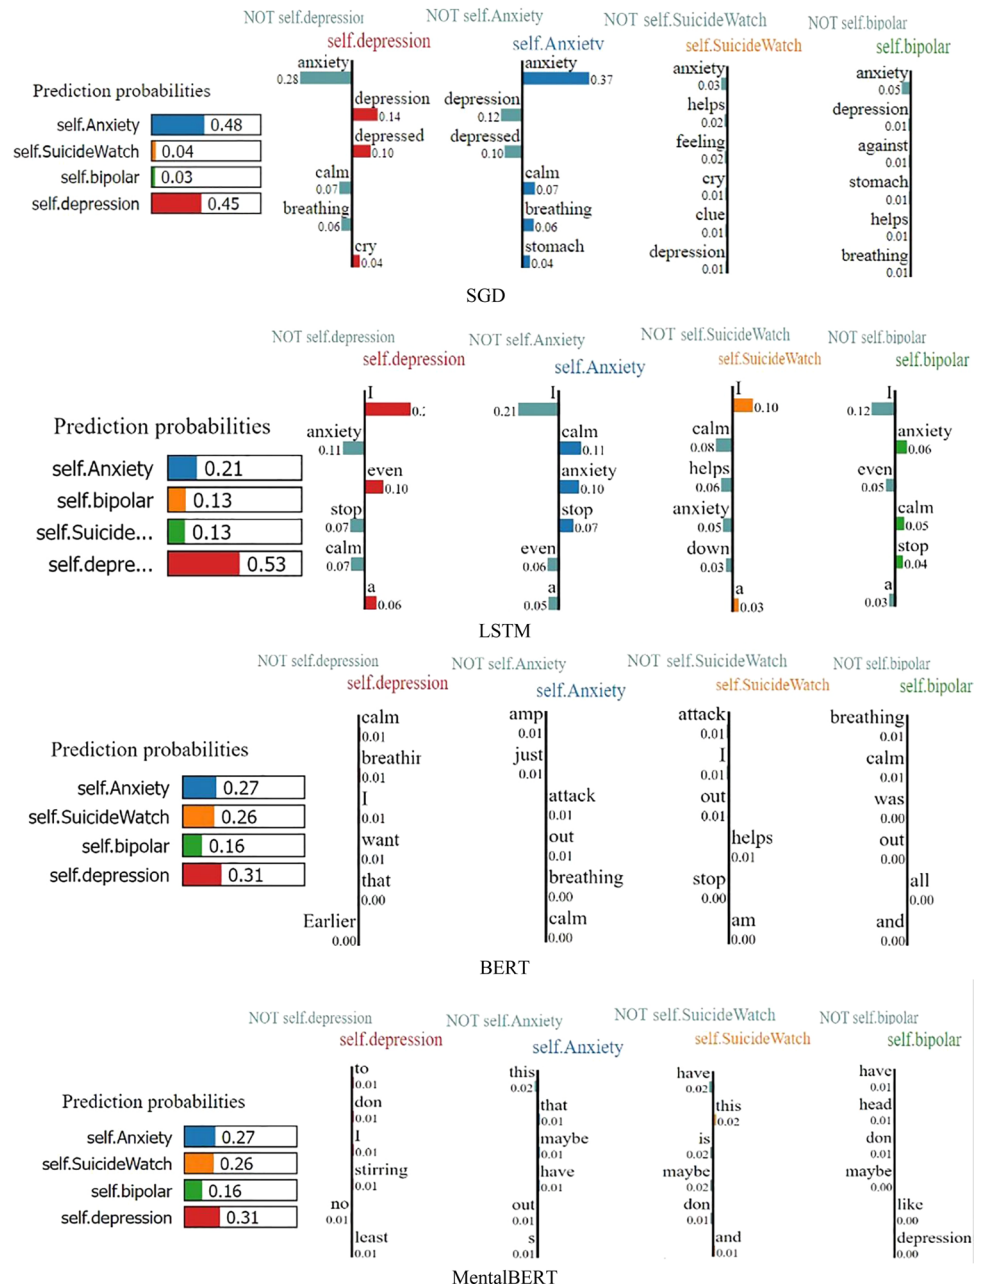 NOT self.depression
self.depression
NOT self.Anxiety
self.Anxiety
NOT self.SuicideWatch
self.SuicideWatch
NOT self.bipolar
self.bipolar
Prediction probabilities
self.Anxiety 0.48
self.SuicideWatch 0.04
self.bipolar 0.03
self.depression 0.45
anxiety
0.28
depression
0.14
depressed
0.10
calm
0.07
breathing
0.06
cry
0.04
anxiety
0.37
depression
0.12
depressed
0.10
calm
0.07
breathing
0.06
stomach
0.04
anxiety
0.03
helps
0.02
feeling
0.02
cry
0.01
clue
0.01
depression
0.01
anxiety
0.05
depression
0.01
against
0.01
stomach
0.01
helps
0.01
breathing
0.01
SGD
NOT self.depression
self.depression
NOT self.Anxiety
self.Anxiety
NOT self.SuicideWatch
self.SuicideWatch
NOT self.bipolar
self.bipolar
Prediction probabilities
self.Anxiety 0.21
self.bipolar 0.13
self.Suicide... 0.13
self.depre... 0.53
I
anxiety
0.11
even
0.10
stop
0.07
calm
0.07
a
0.06
I
0.21
calm
0.11
anxiety
0.10
stop
0.07
even
0.06
a
0.05
I
0.10
calm
0.08
helps
0.06
anxiety
0.05
down
0.03
a
0.03
I
0.12
anxiety
0.06
even
0.05
calm
0.05
stop
0.04
a
0.03
LSTM
NOT self.depression
self.depression
NOT self.Anxiety
self.Anxiety
NOT self.SuicideWatch
self.SuicideWatch
NOT self.bipolar
self.bipolar
Prediction probabilities
self.Anxiety 0.27
self.SuicideWatch 0.26
self.bipolar 0.16
self.depression 0.31
calm
0.01
breathir
0.01
I
0.01
want
0.01
that
0.00
Earlier
0.00
amp
0.01
just
0.01
attack
0.01
out
0.01
breathing
0.00
calm
0.00
attack
0.01
I
0.01
out
0.01
helps
0.01
stop
0.00
am
0.00
breathing
0.01
calm
0.01
was
0.00
out
0.00
all
0.00
and
0.00
BERT
NOT self.depression
self.depression
NOT self.Anxiety
self.Anxiety
NOT self.SuicideWatch
self.SuicideWatch
NOT self.bipolar
self.bipolar
Prediction probabilities
self.Anxiety 0.27
self.SuicideWatch 0.26
self.bipolar 0.16
self.depression 0.31
to
0.01
don
0.01
I
0.01
stirring
0.01
no
0.01
least
0.01
this
0.02
that
0.01
maybe
0.01
have
0.01
out
0.01
s
0.01
have
0.02
this
0.02
is
0.02
maybe
0.02
don
0.01
and
0.01
have
0.01
head
0.01
don
0.01
maybe
0.00
like
0.00
depression
0.00
MentalBERT